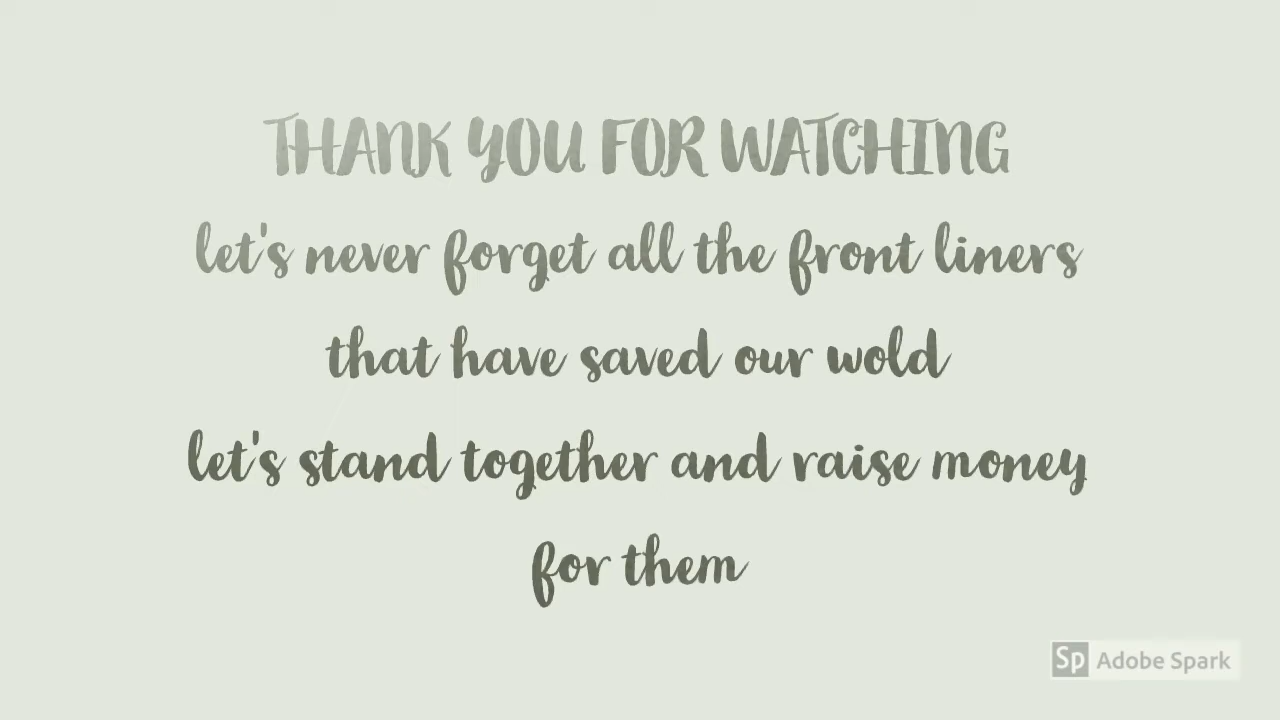 THANK YOU FOR WATCHING
let's never forget all the front liners
that have saved our wold
let's stand together and raise money
for them
Sp Adobe Spark